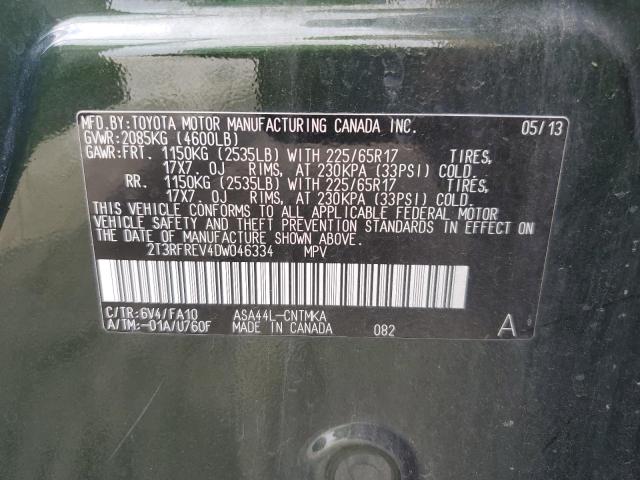 MFD.BY:TOYOTA MOTOR MANUFACTURING CANADA INC. 05/13
GVWR:2085KG (4600LB)
GAWR:FRT. 1150KG (2535LB) WITH 225/65R17 TIRES,
17X7.0J RIMS, AT 230KPA (33PSI) COLD.
RR. 1150KG (2535LB) WITH 225/65R17 TIRES,
17X7.0J RIMS, AT 230KPA (33PSI) COLD.
THIS VEHICLE CONFORMS TO ALL APPLICABLE FEDERAL MOTOR
VEHICLE SAFETY AND THEFT PREVENTION STANDARDS IN EFFECT ON
THE DATE OF MANUFACTURE SHOWN ABOVE.
2T3RFREV4DW046334 MPV
C/TR:6V4/FA10 ASA44L-CNTMKA
A/TM:-01A/U760F MADE IN CANADA 082 A